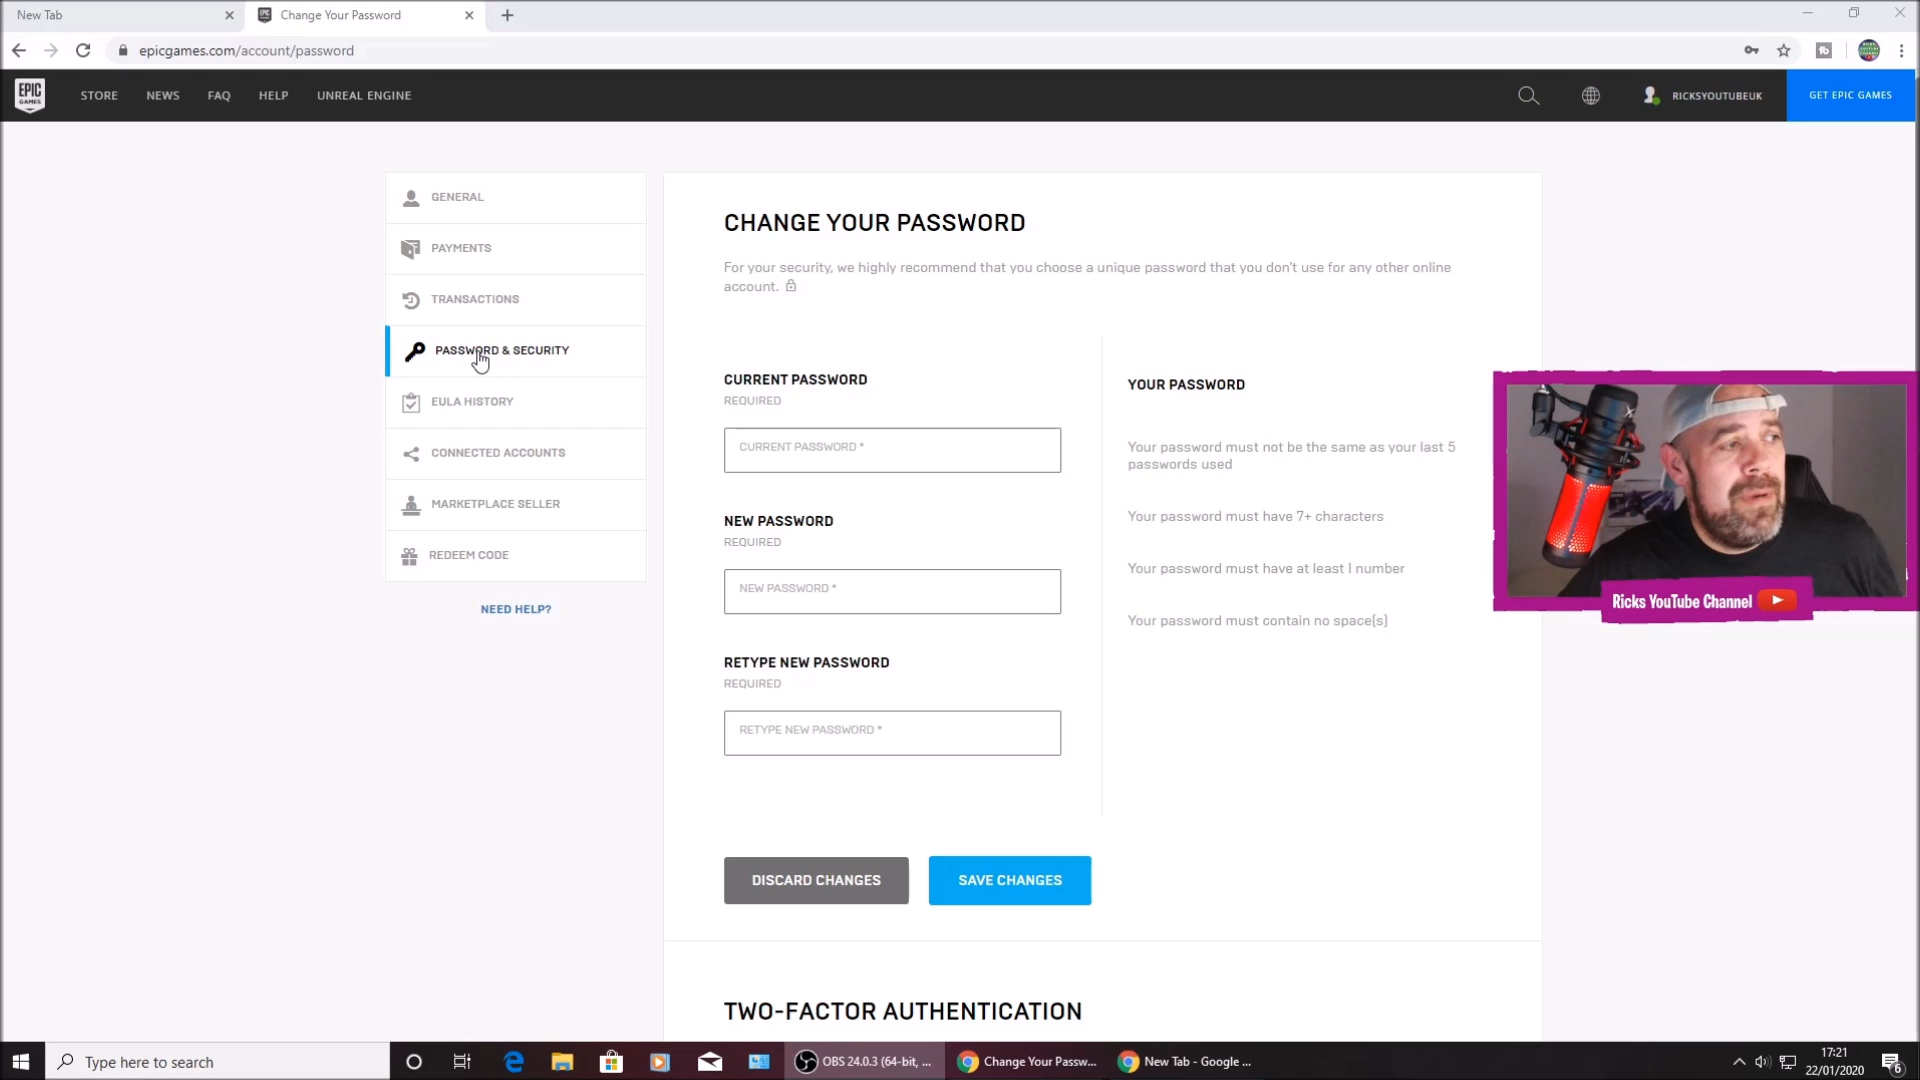 New Tab
Change Your Password
epicgames.com/account/password
EPIC GAMES
STORE
NEWS
FAQ
HELP
UNREAL ENGINE
RICKSYOUTUBEUK
GET EPIC GAMES
GENERAL
PAYMENTS
TRANSACTIONS
PASSWORD & SECURITY
EULA HISTORY
CONNECTED ACCOUNTS
MARKETPLACE SELLER
REDEEM CODE
NEED HELP?
CHANGE YOUR PASSWORD
For your security, we highly recommend that you choose a unique password that you don't use for any other online
account.
CURRENT PASSWORD
REQUIRED
CURRENT PASSWORD *
NEW PASSWORD
REQUIRED
NEW PASSWORD *
RETYPE NEW PASSWORD
REQUIRED
RETYPE NEW PASSWORD *
YOUR PASSWORD
Your password must not be the same as your last 5
passwords used
Your password must have 7+ characters
Your password must have at least 1 number
Your password must contain no space(s)
DISCARD CHANGES
SAVE CHANGES
TWO-FACTOR AUTHENTICATION
Ricks YouTube Channel
Type here to search
OBS 24.0.3 (64-bit, ...
Change Your Passw...
New Tab - Google ...
17:21
22/01/2020
6